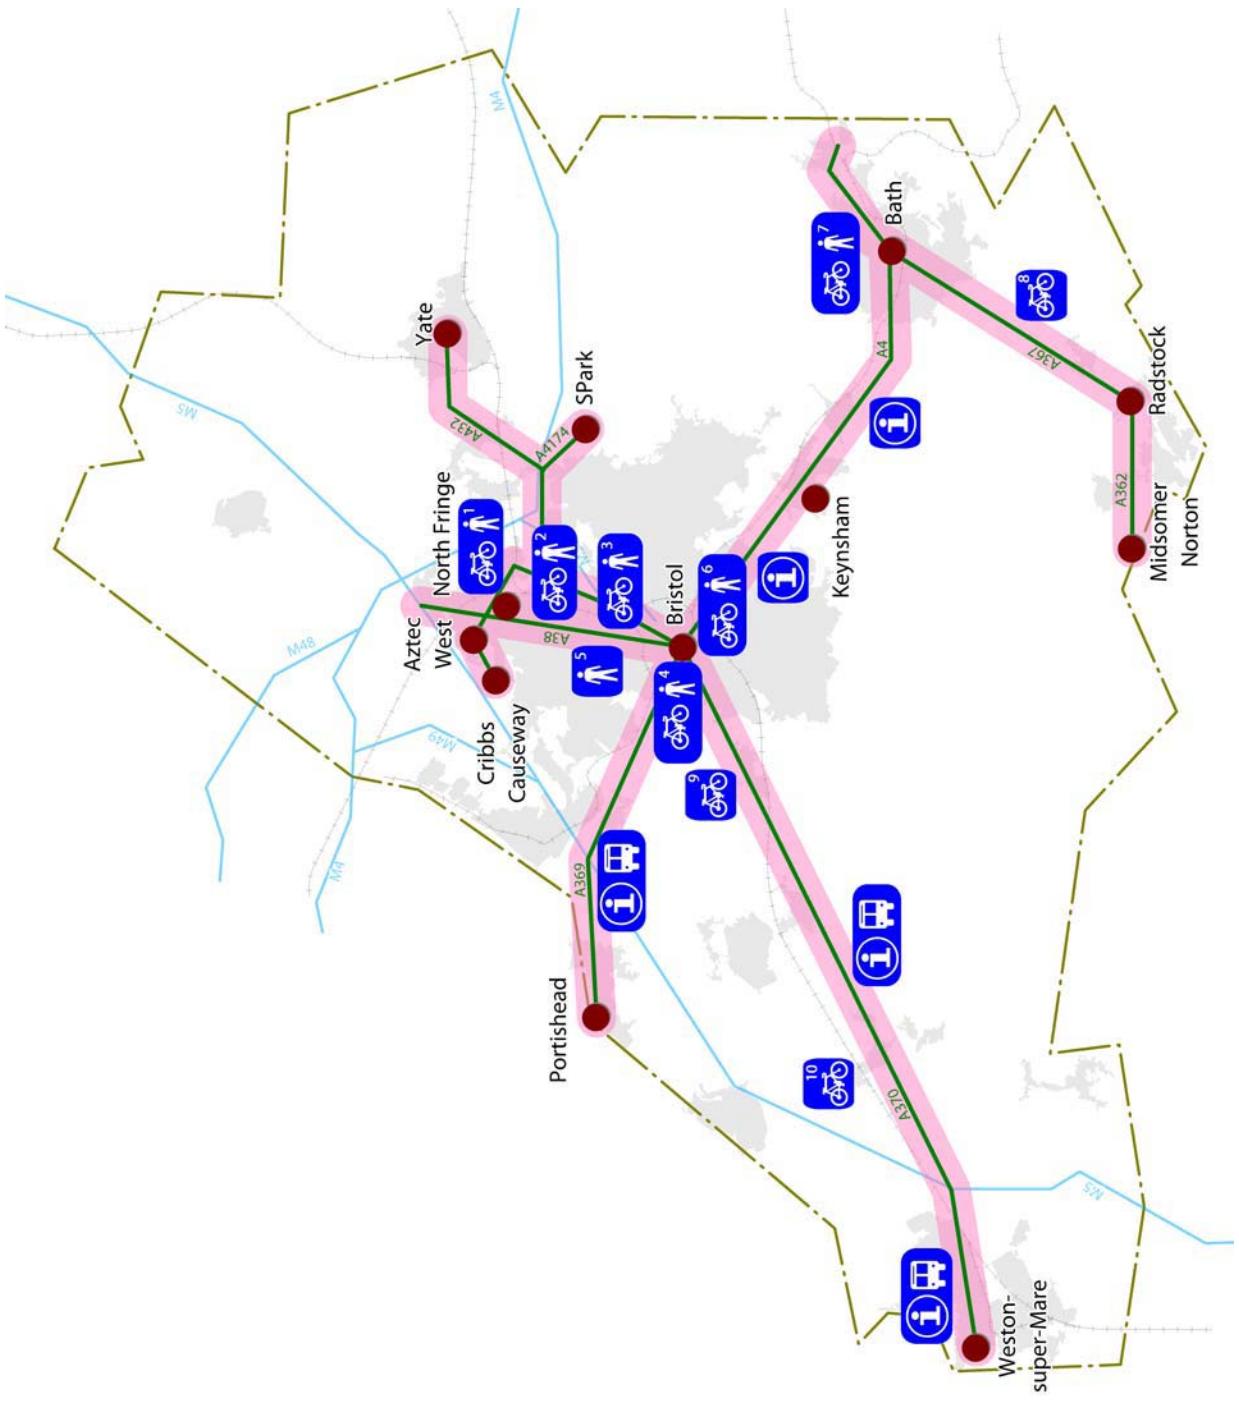 M4
M5
Yate
SPark
A432
A4174
North Fringe
Aztec
West
1
2
3
M48
M49
Cribbs
Causeway
A38
5
Bristol
6
4
9
M4
A369
Portishead
7
Bath
8
A4
A367
Radstock
Keynsham
A362
Midsomer
Norton
10
A370
M5
Weston-
super-Mare